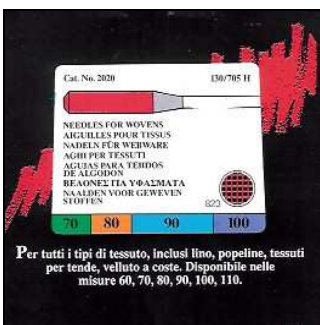 Cat. No. 2020 130/705 H
NEEDLES FOR WOVENS
AIGUILLES POUR TISSUS
NADELN FÜR WEBWARE
AGHI PER TESSUTI
AGUJAS PARA TEJIDOS
DE ALGODON
ΒΕΛΟΝΕΣ ΓΙΑ ΥΦΑΣΜΑΤΑ
NAALDEN VOOR GEWEVEN
STOFFEN
823
70 80 90 100
Per tutti i tipi di tessuto, inclusi lino, popeline, tessuti
per tende, velluto a coste. Disponibile nelle
misure 60, 70, 80, 90, 100, 110.